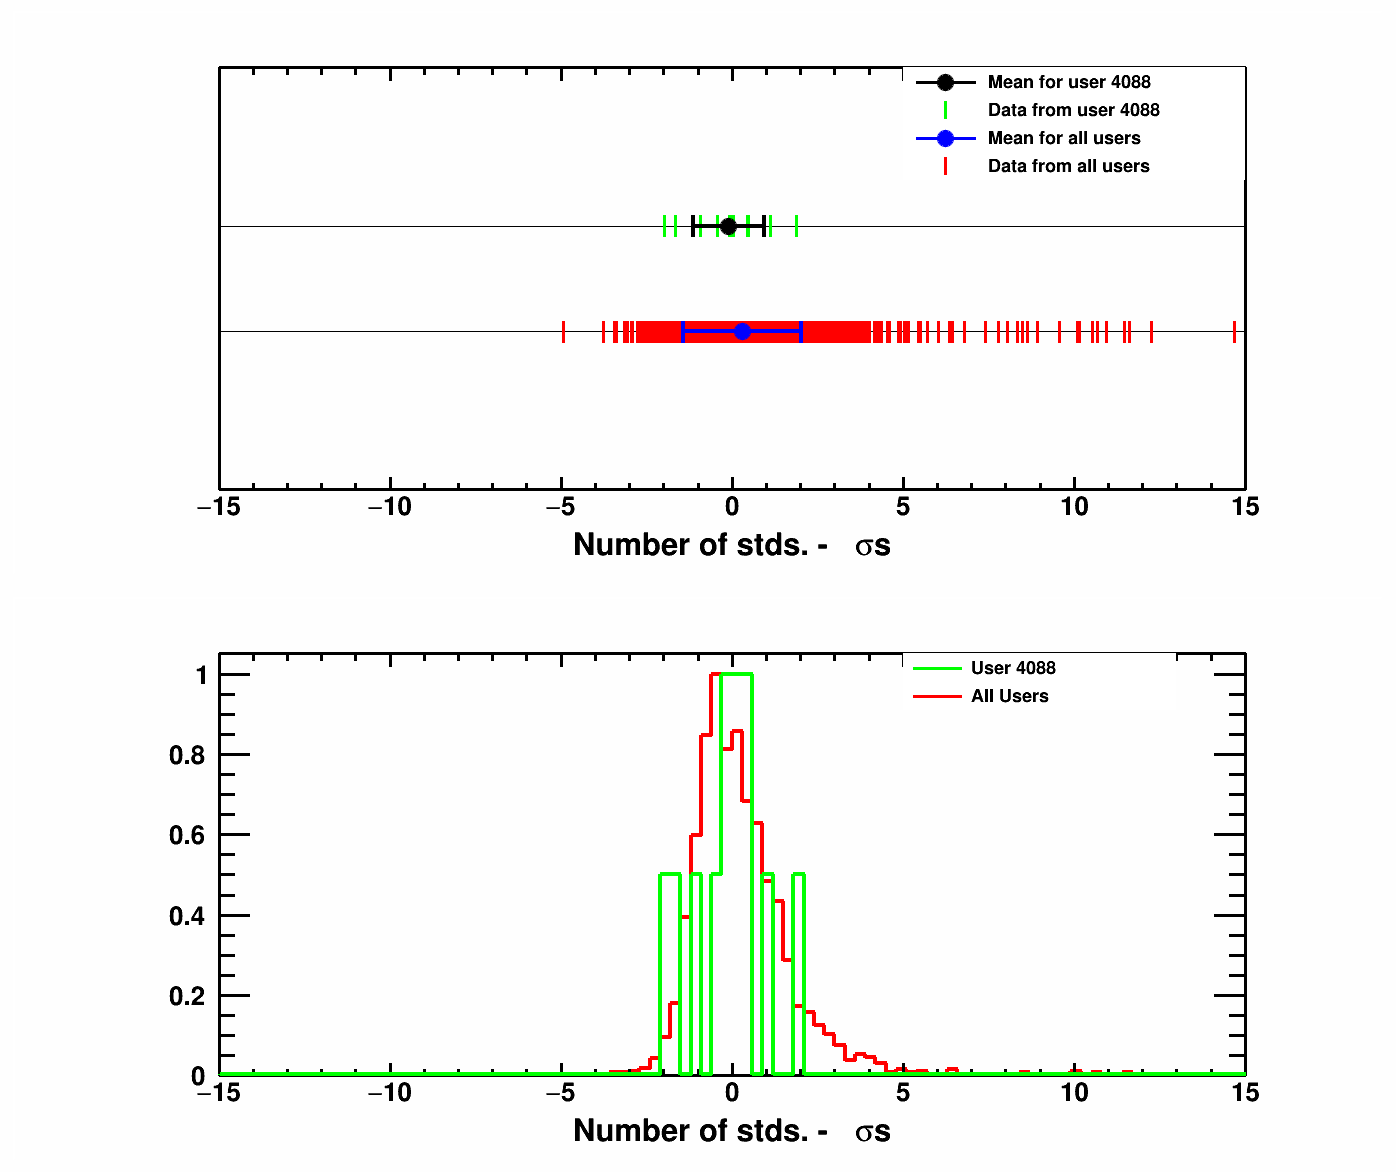 Mean for user 4088
Data from user 4088
Mean for all users
Data from all users
−15 −10 −5 0 5 10 15
Number of stds. - σs
User 4088
All Users
1
0.8
0.6
0.4
0.2
0
−15 −10 −5 0 5 10 15
Number of stds. - σs